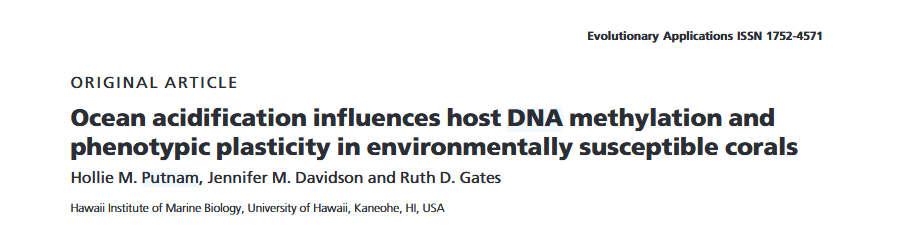 Evolutionary Applications ISSN 1752-4571
ORIGINAL ARTICLE
Ocean acidification influences host DNA methylation and
phenotypic plasticity in environmentally susceptible corals
Hollie M. Putnam, Jennifer M. Davidson and Ruth D. Gates
Hawaii Institute of Marine Biology, University of Hawaii, Kaneohe, HI, USA